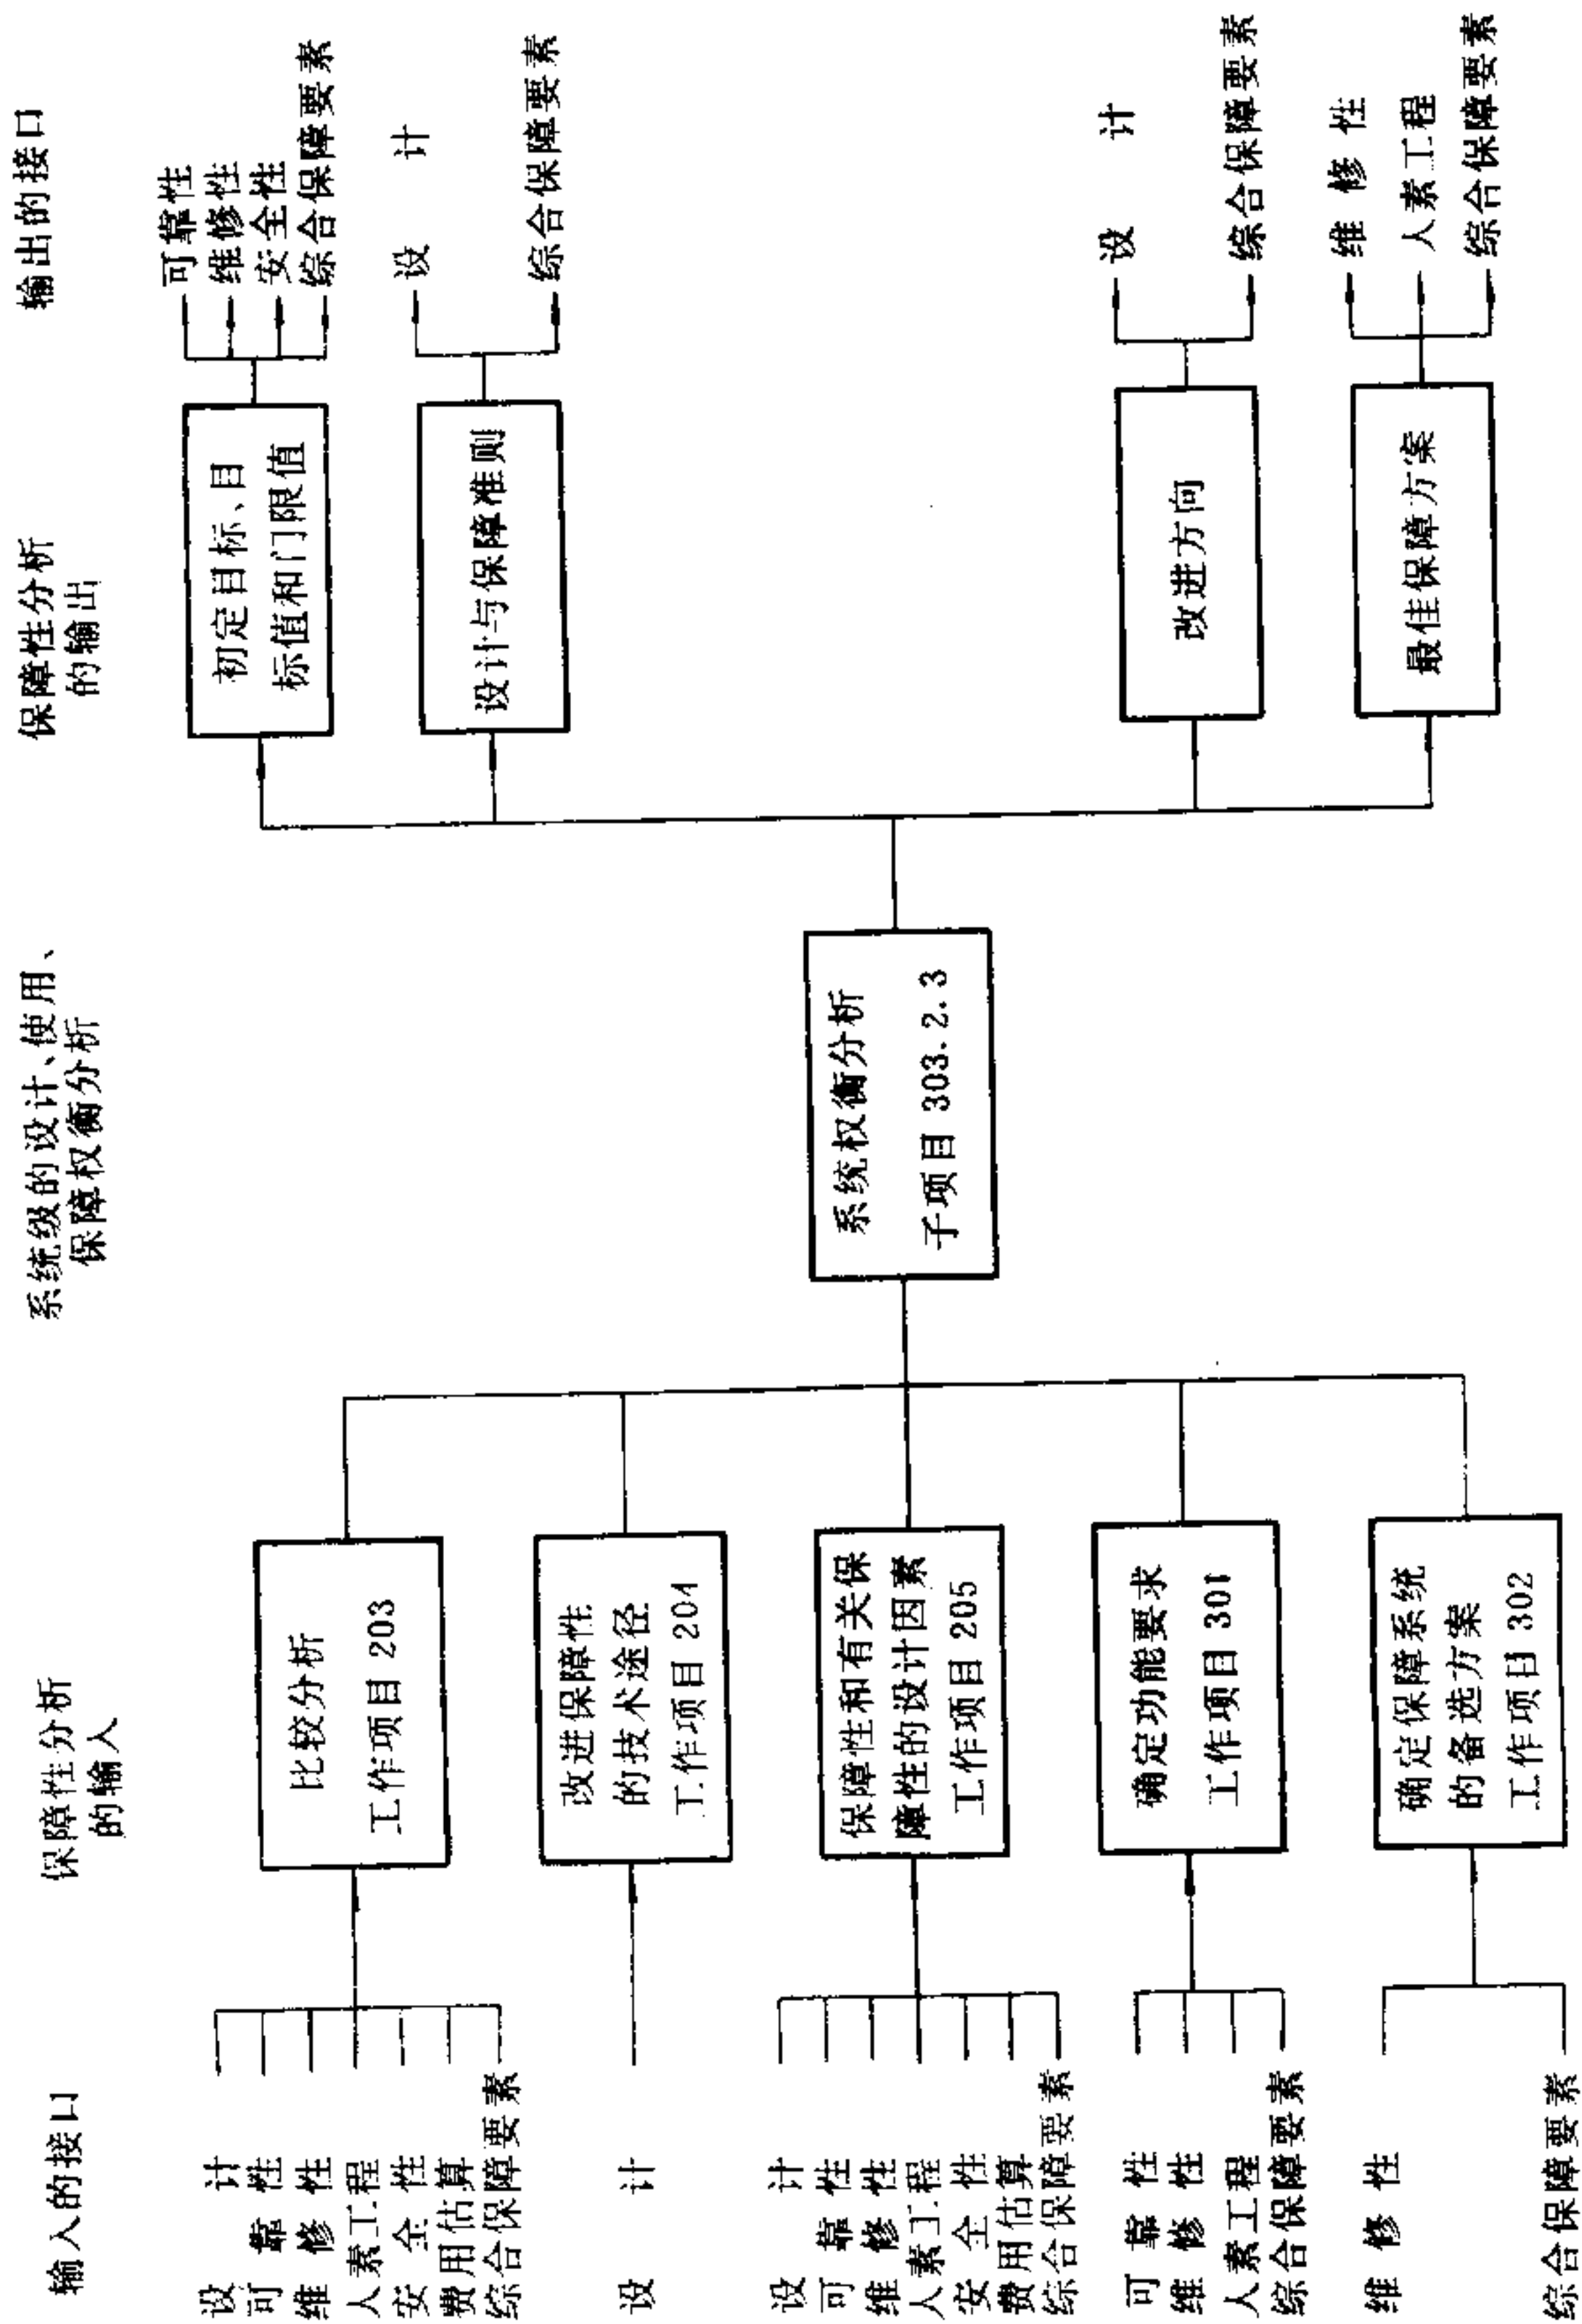 输入的接口
保障性分析
的输入
系统级的设计、使用、
保障权衡分析
保障性分析
的输出
输出的接口
设计
可靠性
维修性
人素工程
安全性
费用估算
综合保障要素
比较分析
工作项目 203
设计
改进保障性
的技术途径
工作项目 204
设计
可靠性
维修性
人素工程
安全性
费用估算
综合保障要素
保障性和有关保
障性的设计因素
工作项目 205
可靠性
维修性
人素工程
综合保障要素
确定功能要求
工作项目 301
维修性
综合保障要素
确定保障系统
的备选方案
工作项目 302
系统权衡分析
子项目 303.2.3
初定目标、目
标值和门限值
可靠性
维修性
安全性
综合保障要素
设计与保障准则
设计
综合保障要素
改进方向
设计
综合保障要素
最佳保障方案
维修性
人素工程
综合保障要素